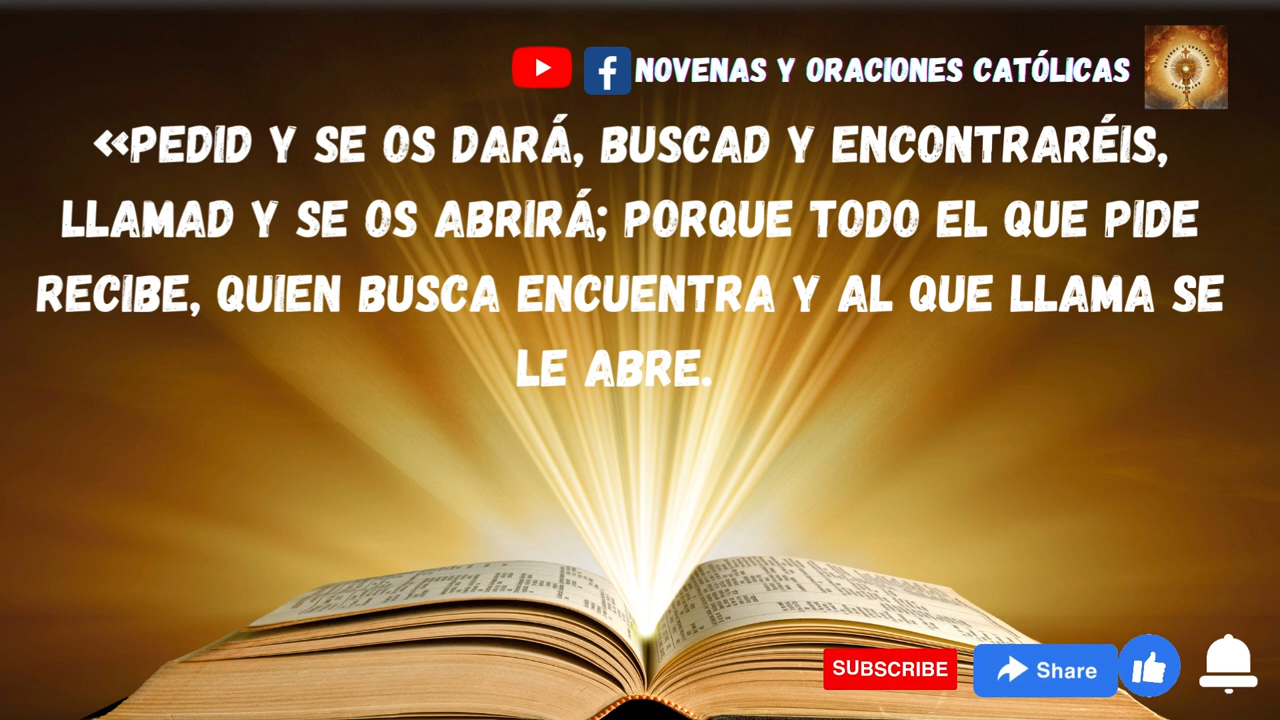 NOVENAS Y ORACIONES CATÓLICAS
«PEDID Y SE OS DARÁ, BUSCAD Y ENCONTRARÉIS,
LLAMAD Y SE OS ABRIRÁ; PORQUE TODO EL QUE PIDE
RECIBE, QUIEN BUSCA ENCUENTRA Y AL QUE LLAMA SE
LE ABRE.
SUBSCRIBE
Share